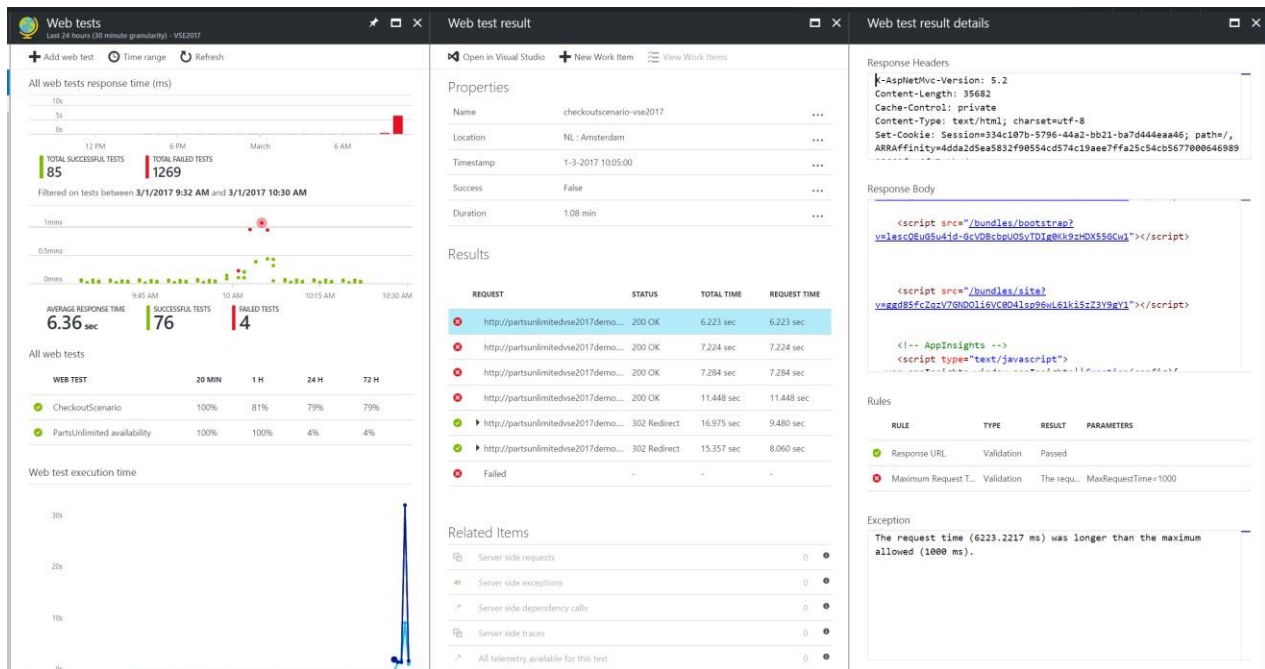 Web tests
Last 24 hours (30 minute granularity) - VSE2017
Add web test Time range Refresh
All web tests response time (ms)
10s
5s
0s
12 PM 6 PM March 6 AM
TOTAL SUCCESSFUL TESTS
85
TOTAL FAILED TESTS
1269
Filtered on tests between 3/1/2017 9:32 AM and 3/1/2017 10:30 AM
1mins
0.5mins
0mins
9:45 AM 10 AM 10:15 AM 10:30 AM
AVERAGE RESPONSE TIME
6.36 sec
SUCCESSFUL TESTS
76
FAILED TESTS
4
All web tests
WEB TEST 20 MIN 1 H 24 H 72 H
CheckoutScenario 100% 81% 79% 79%
PartsUnlimited availability 100% 100% 4% 4%
Web test execution time
30s
20s
10s
0s
Web test result
Open in Visual Studio New Work Item View Work Items
Properties
Name checkoutscenario-vse2017 ...
Location NL : Amsterdam ...
Timestamp 1-3-2017 10:05:00 ...
Success False ...
Duration 1.08 min ...
Results
REQUEST STATUS TOTAL TIME REQUEST TIME
http://partsunlimitedvse2017demo.... 200 OK 6.223 sec 6.223 sec
http://partsunlimitedvse2017demo.... 200 OK 7.224 sec 7.224 sec
http://partsunlimitedvse2017demo.... 200 OK 7.284 sec 7.284 sec
http://partsunlimitedvse2017demo.... 200 OK 11.448 sec 11.448 sec
http://partsunlimitedvse2017demo.... 302 Redirect 16.975 sec 9.480 sec
http://partsunlimitedvse2017demo.... 302 Redirect 15.357 sec 8.060 sec
Failed - - -
Related Items
Server side requests 0
Server side exceptions 0
Server side dependency calls 0
Server side traces 0
All telemetry available for this test 0
Web test result details
Response Headers
X-AspNetMvc-Version: 5.2
Content-Length: 35682
Cache-Control: private
Content-Type: text/html; charset=utf-8
Set-Cookie: Session=334c107b-5796-44a2-bb21-ba7d444eaa46; path=/,
ARRAffinity=4dda2d5ea5832f90554cd574c19aee7ffa25c54cb5677000646989
Response Body
<script src="/bundles/bootstrap?
v=lescQEuG5u4jd-GcVDBcbpUOSyTDIg0Kk9zHDX55GCw1"></script>
<script src="/bundles/site?
v=ggd85fcZqzV7GNDOli6VC0D4lsp96wL61ki5zZ3Y9gY1"></script>
<!-- AppInsights -->
<script type="text/javascript">
Rules
RULE TYPE RESULT PARAMETERS
Response URL Validation Passed
Maximum Request T... Validation The requ... MaxRequestTime=1000
Exception
The request time (6223.2217 ms) was longer than the maximum
allowed (1000 ms).